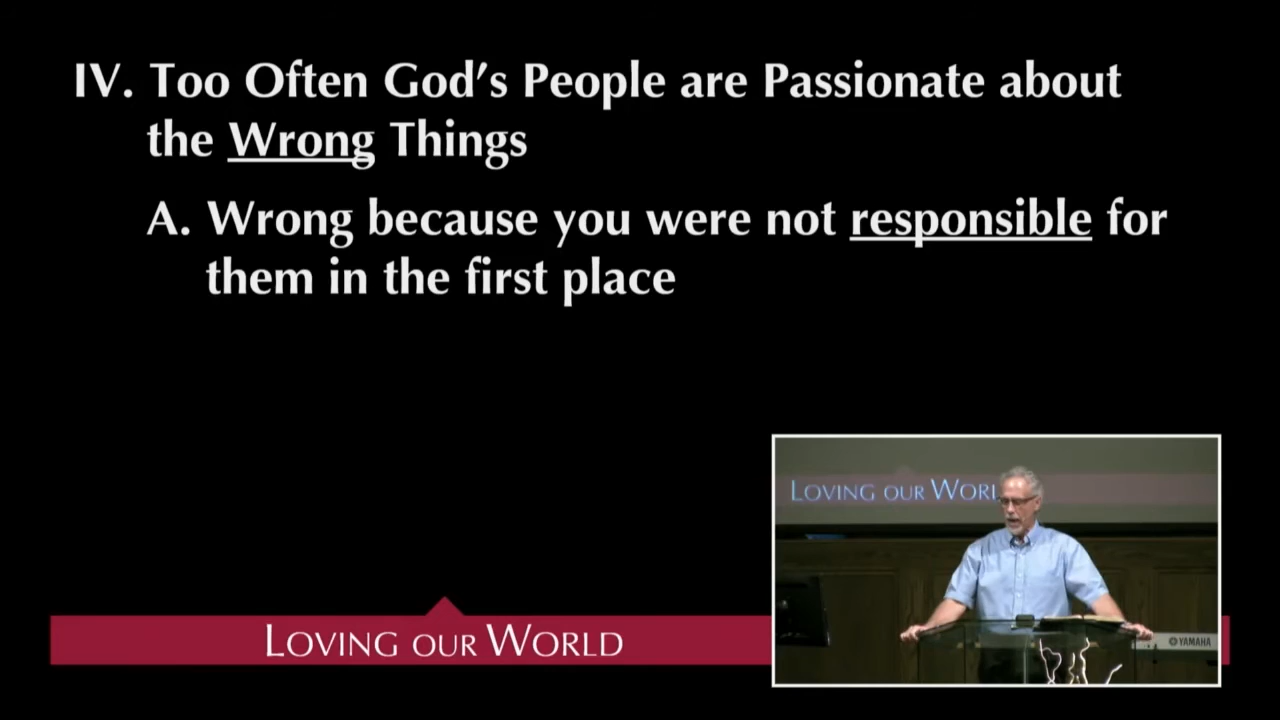 IV. Too Often God's People are Passionate about
the Wrong Things
A. Wrong because you were not responsible for
them in the first place
LOVING OUR WORLD
LOVING OUR WORL
YAMAHA